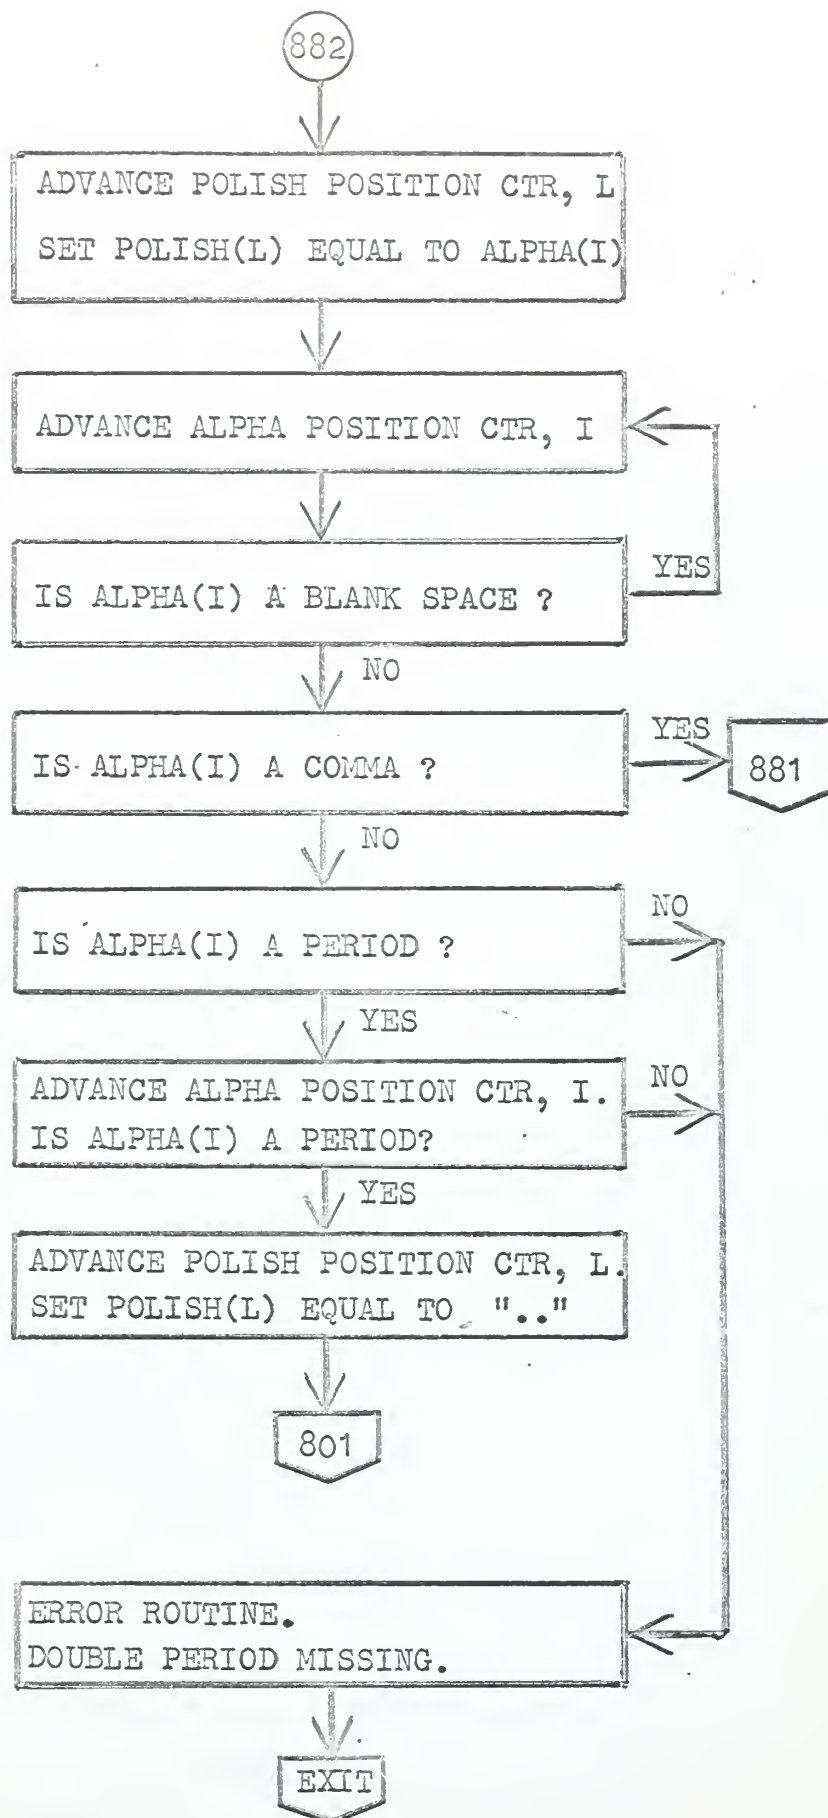 882
ADVANCE POLISH POSITION CTR, L
SET POLISH(L) EQUAL TO ALPHA(I)
ADVANCE ALPHA POSITION CTR, I
IS ALPHA(I) A BLANK SPACE ?
YES
NO
IS ALPHA(I) A COMMA ?
YES
881
NO
IS ALPHA(I) A PERIOD ?
NO
YES
ADVANCE ALPHA POSITION CTR, I.
IS ALPHA(I) A PERIOD?
NO
YES
ADVANCE POLISH POSITION CTR, L.
SET POLISH(L) EQUAL TO ".."
801
ERROR ROUTINE.
DOUBLE PERIOD MISSING.
EXIT